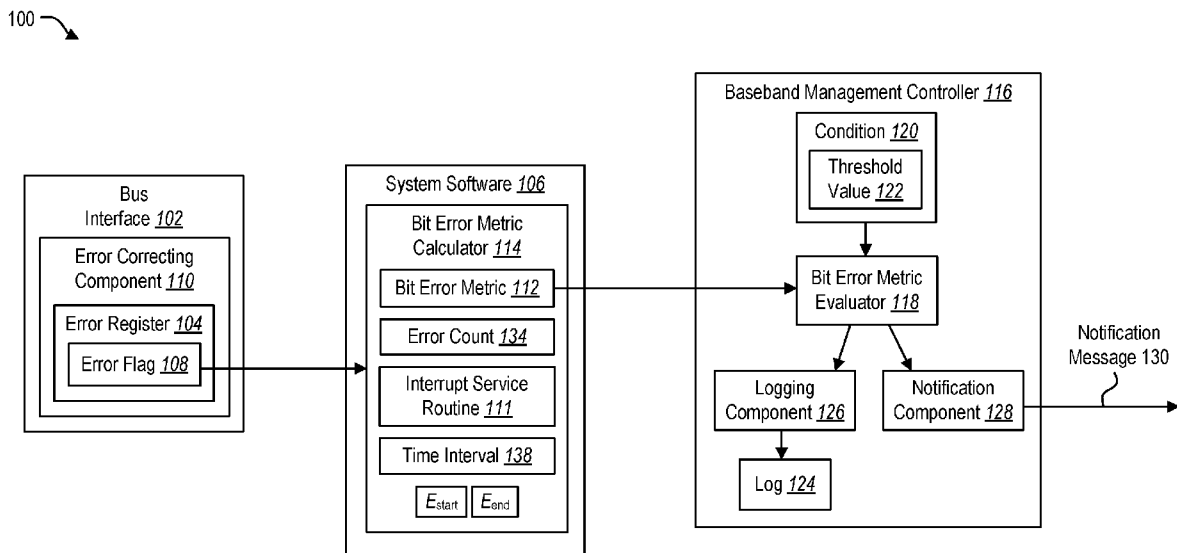 100
Bus
Interface 102
Error Correcting
Component 110
Error Register 104
Error Flag 108
System Software 106
Bit Error Metric
Calculator 114
Bit Error Metric 112
Error Count 134
Interrupt Service
Routine 111
Time Interval 138
Estart
Eend
Baseband Management Controller 116
Condition 120
Threshold
Value 122
Bit Error Metric
Evaluator 118
Logging
Component 126
Notification
Component 128
Log 124
Notification
Message 130